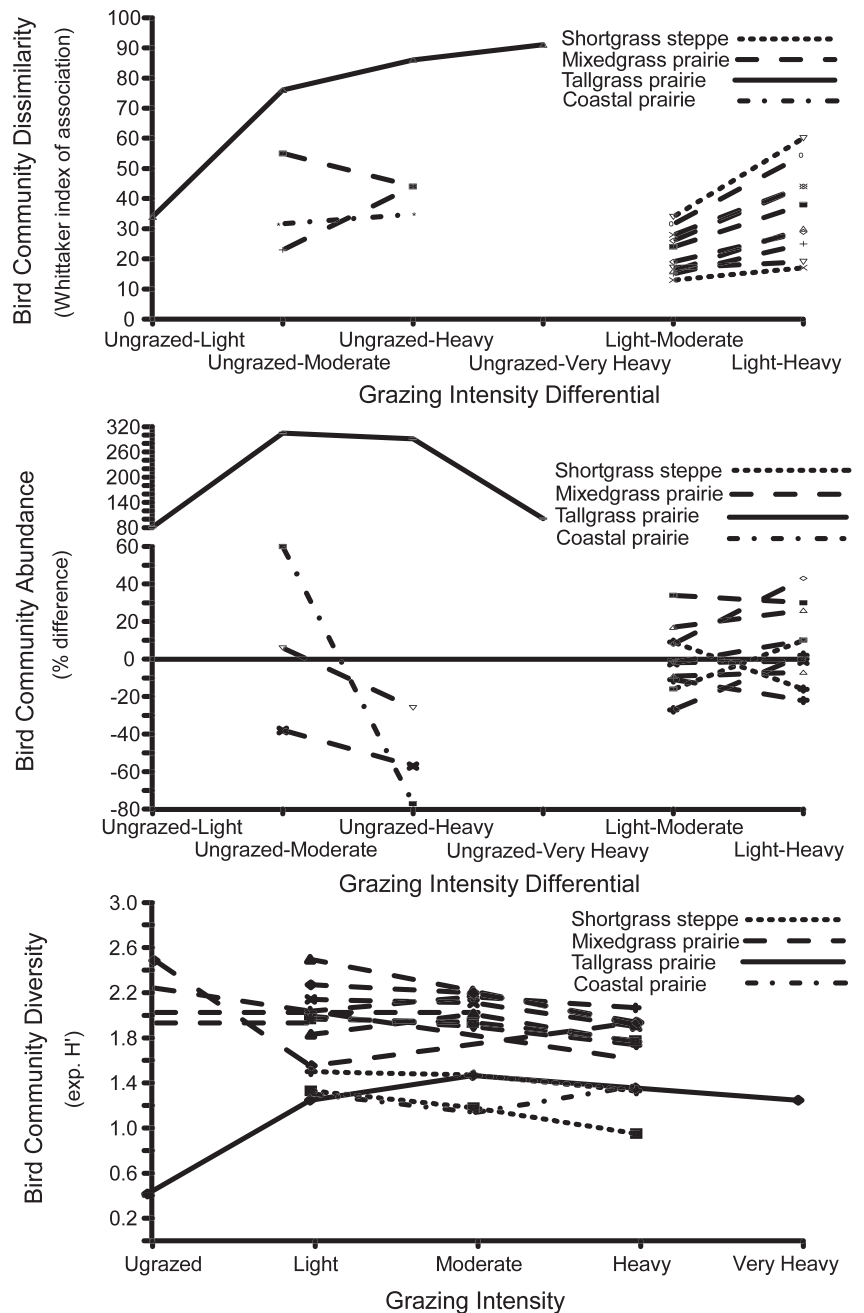 Bird Community Dissimilarity
(Whittaker index of association)
100
90
80
70
60
50
40
30
20
10
0
Shortgrass steppe
Mixedgrass prairie
Tallgrass prairie
Coastal prairie
Ungrazed-Light
Ungrazed-Moderate
Ungrazed-Heavy
Ungrazed-Very Heavy
Light-Moderate
Light-Heavy
Grazing Intensity Differential
Bird Community Abundance
(% difference)
320
260
200
140
80
60
40
20
0
-20
-40
-60
-80
Shortgrass steppe
Mixedgrass prairie
Tallgrass prairie
Coastal prairie
Ungrazed-Light
Ungrazed-Moderate
Ungrazed-Heavy
Ungrazed-Very Heavy
Light-Moderate
Light-Heavy
Grazing Intensity Differential
Bird Community Diversity
(exp. H')
3.0
2.6
2.2
1.8
1.4
1.0
0.6
0.2
Shortgrass steppe
Mixedgrass prairie
Tallgrass prairie
Coastal prairie
Ugrazed
Light
Moderate
Heavy
Very Heavy
Grazing Intensity